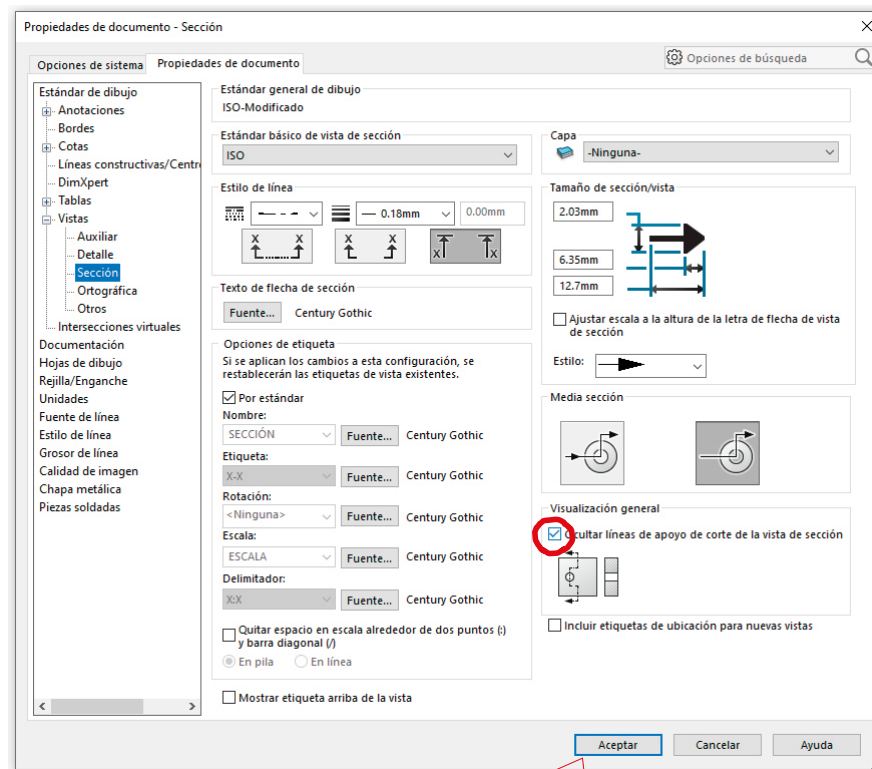 Propiedades de documento - Sección
Opciones de sistema
Propiedades de documento
Opciones de búsqueda
Estándar de dibujo
Anotaciones
Bordes
Cotas
Líneas constructivas/Centr
DimXpert
Tablas
Vistas
Auxiliar
Detalle
Sección
Ortográfica
Otros
Intersecciones virtuales
Documentación
Hojas de dibujo
Rejilla/Enganche
Unidades
Fuente de línea
Estilo de línea
Grosor de línea
Calidad de imagen
Chapa metálica
Piezas soldadas
Estándar general de dibujo
ISO-Modificado
Estándar básico de vista de sección
ISO
Estilo de línea
0.18mm
0.00mm
X X
X X
X X
Texto de flecha de sección
Fuente...
Century Gothic
Opciones de etiqueta
Si se aplican los cambios a esta configuración, se
restablecerán las etiquetas de vista existentes.
Por estándar
Nombre:
SECCIÓN
Fuente...
Century Gothic
Etiqueta:
X-X
Fuente...
Century Gothic
Rotación:
<Ninguna>
Fuente...
Century Gothic
Escala:
ESCALA
Fuente...
Century Gothic
Delimitador:
X:X
Fuente...
Century Gothic
Quitar espacio en escala alrededor de dos puntos (:)
y barra diagonal (/)
En pila
En línea
Mostrar etiqueta arriba de la vista
Capa
-Ninguna-
Tamaño de sección/vista
2.03mm
6.35mm
12.7mm
Ajustar escala a la altura de la letra de flecha de vista
de sección
Estilo:
Media sección
Visualización general
Ocultar líneas de apoyo de corte de la vista de sección
Incluir etiquetas de ubicación para nuevas vistas
Aceptar
Cancelar
Ayuda